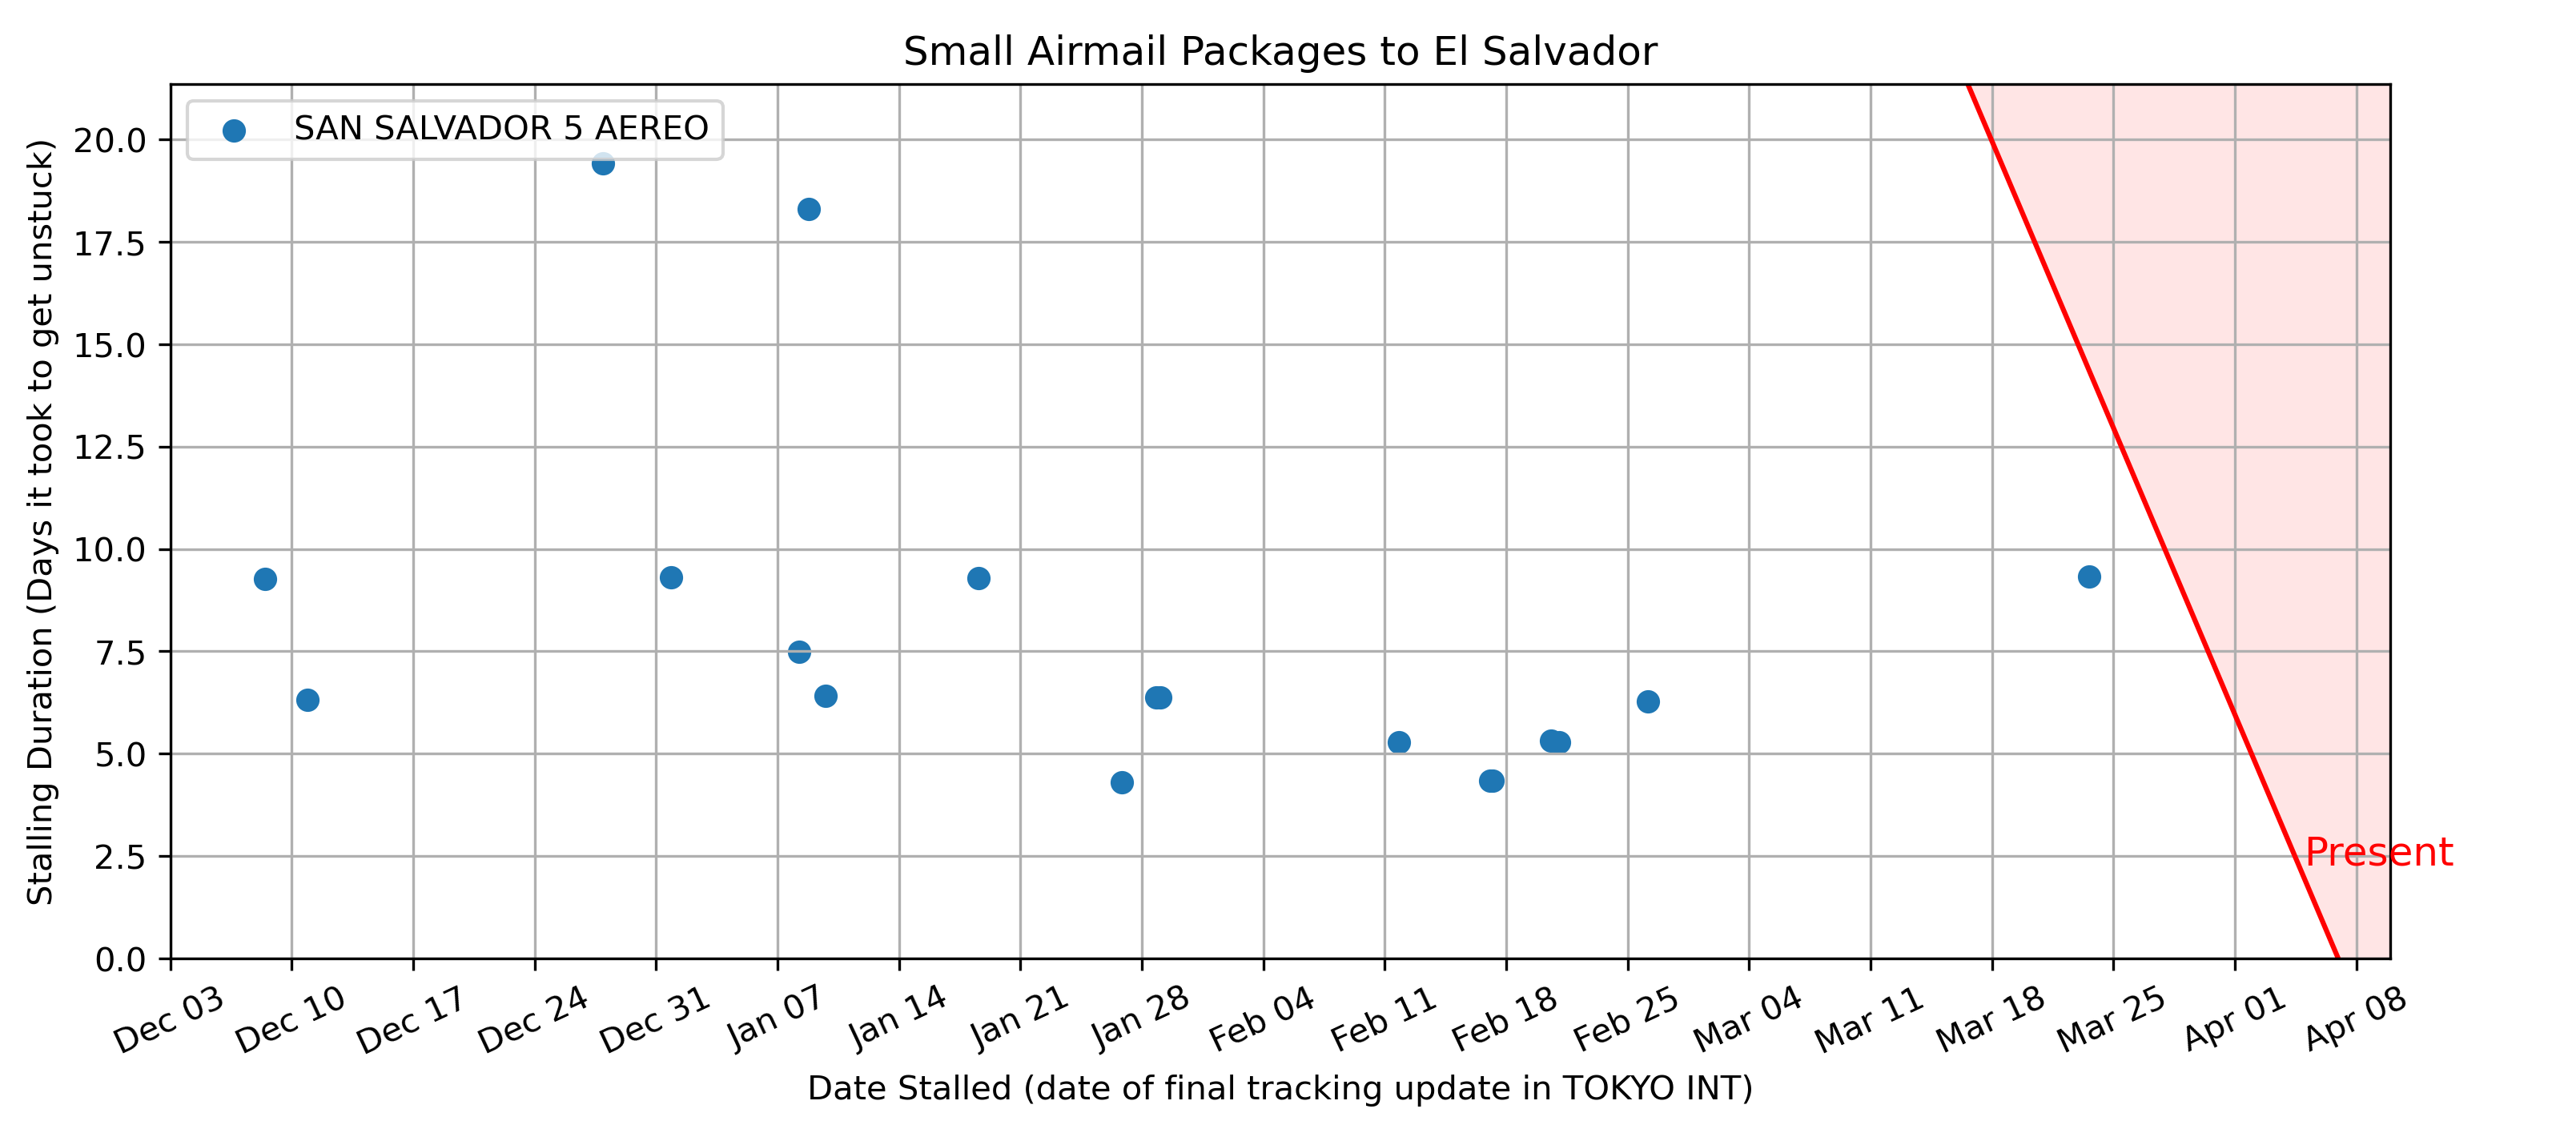 Small Airmail Packages to El Salvador
SAN SALVADOR 5 AEREO
Stalling Duration (Days it took to get unstuck)
20.0
17.5
15.0
12.5
10.0
7.5
5.0
2.5
0.0
Present
Dec 03 Dec 10 Dec 17 Dec 24 Dec 31 Jan 07 Jan 14 Jan 21 Jan 28 Feb 04 Feb 11 Feb 18 Feb 25 Mar 04 Mar 11 Mar 18 Mar 25 Apr 01 Apr 08
Date Stalled (date of final tracking update in TOKYO INT)